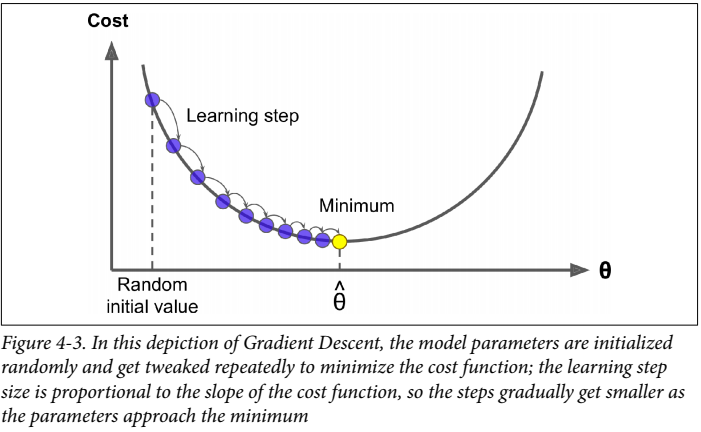 Cost
Learning step
Minimum
θ
Random
initial value
θ̂
Figure 4-3. In this depiction of Gradient Descent, the model parameters are initialized
randomly and get tweaked repeatedly to minimize the cost function; the learning step
size is proportional to the slope of the cost function, so the steps gradually get smaller as
the parameters approach the minimum